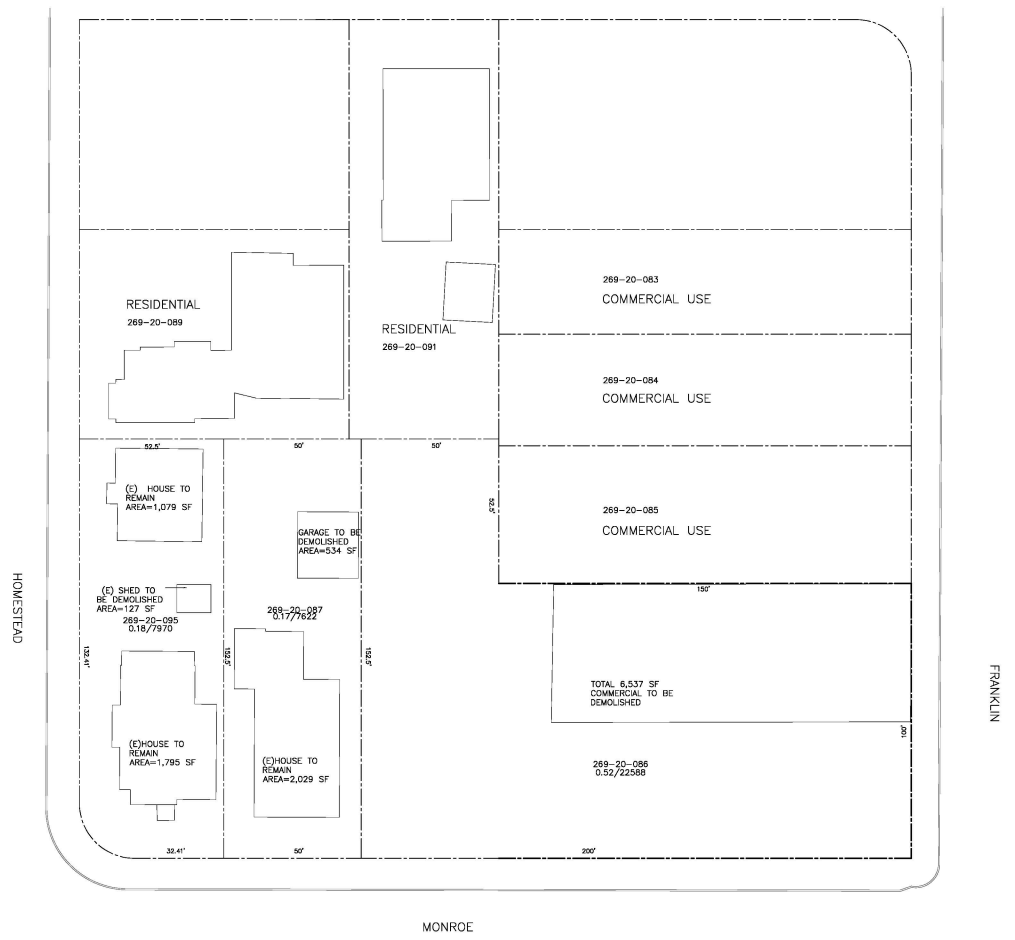 269-20-083
COMMERCIAL USE
RESIDENTIAL
269-20-089
RESIDENTIAL
269-20-091
269-20-084
COMMERCIAL USE
52.5'
50'
50'
(E) HOUSE TO
REMAIN
AREA=1,079 SF
52.5'
269-20-085
COMMERCIAL USE
GARAGE TO BE
DEMOLISHED
AREA=534 SF
HOMESTEAD
(E) SHED TO
BE DEMOLISHED
AREA=127 SF
269-20-095
0.18/7970
269-20-087
0.17/7622
150'
132.41'
152.5'
152.5'
TOTAL 6,537 SF
COMMERCIAL TO BE
DEMOLISHED
FRANKLIN
100'
(E)HOUSE TO
REMAIN
AREA=1,795 SF
(E)HOUSE TO
REMAIN
AREA=2,029 SF
269-20-086
0.52/22588
32.41'
50'
200'
MONROE